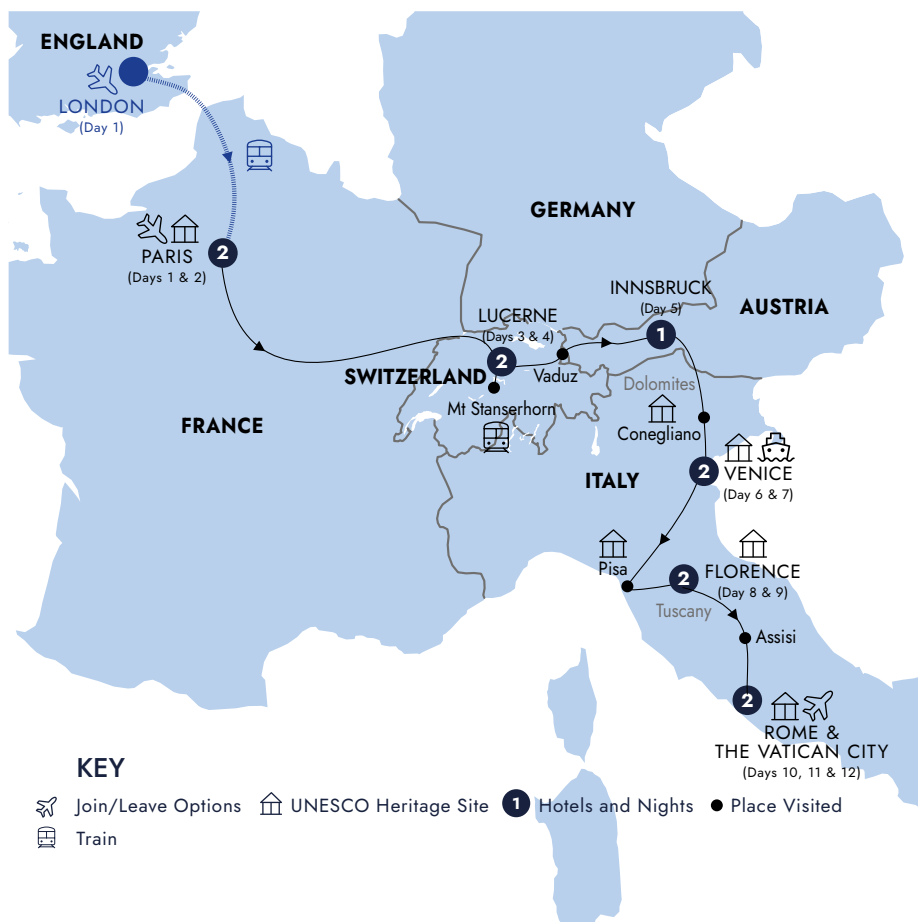 ENGLAND
LONDON
(Day 1)
GERMANY
PARIS
(Days 1 & 2)
2
INNSBRUCK
(Day 5)
1
AUSTRIA
LUCERNE
(Days 3 & 4)
2
SWITZERLAND
Vaduz
Mt Stanserhorn
Dolomites
Conegliano
FRANCE
ITALY
2
VENICE
(Day 6 & 7)
Pisa
2
FLORENCE
(Day 8 & 9)
Tuscany
Assisi
2
ROME &
THE VATICAN CITY
(Days 10, 11 & 12)
KEY
Join/Leave Options
UNESCO Heritage Site
1 Hotels and Nights
Place Visited
Train